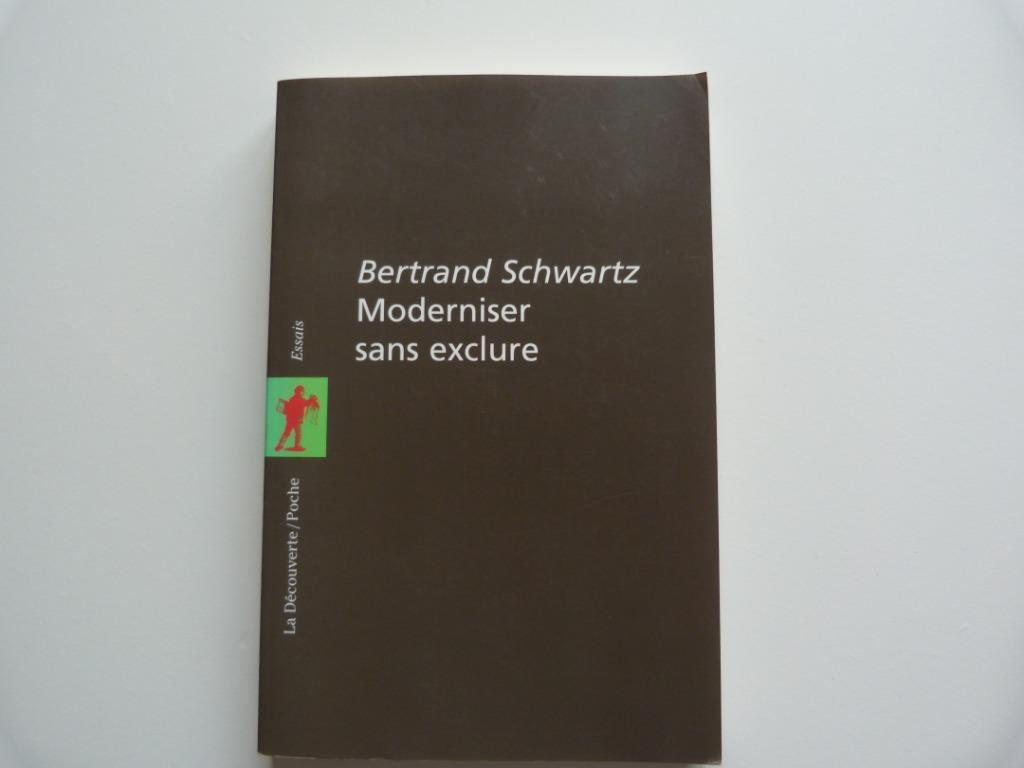 Bertrand Schwartz
Moderniser
sans exclure
Essais
La Découverte/Poche